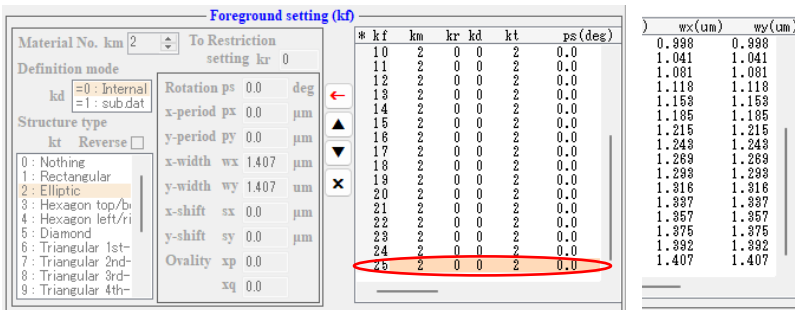 Foreground setting (kf)
Material No. km 2
To Restriction
setting kr 0
Definition mode
kd
=0 : Internal
=1 : sub.dat
Structure type
kt Reverse
0 : Nothing
1 : Rectangular
2 : Elliptic
3 : Hexagon top/b
4 : Hexagon left/ri
5 : Diamond
6 : Triangular 1st-
7 : Triangular 2nd-
8 : Triangular 3rd-
9 : Triangular 4th-
Rotation ps 0.0 deg
x-period px 0.0 μm
y-period py 0.0 μm
x-width wx 1.407 μm
y-width wy 1.407 um
x-shift sx 0.0 μm
y-shift sy 0.0 μm
Ovality xp 0.0
xq 0.0
* kf km kr kd kt ps(deg)
10 2 0 0 2 0.0
11 2 0 0 2 0.0
12 2 0 0 2 0.0
13 2 0 0 2 0.0
14 2 0 0 2 0.0
15 2 0 0 2 0.0
16 2 0 0 2 0.0
17 2 0 0 2 0.0
18 2 0 0 2 0.0
19 2 0 0 2 0.0
20 2 0 0 2 0.0
21 2 0 0 2 0.0
22 2 0 0 2 0.0
23 2 0 0 2 0.0
24 2 0 0 2 0.0
25 2 0 0 2 0.0
) wx(um) wy(um)
0.998 0.998
1.041 1.041
1.081 1.081
1.118 1.118
1.153 1.153
1.185 1.185
1.215 1.215
1.243 1.243
1.269 1.269
1.293 1.293
1.316 1.316
1.337 1.337
1.357 1.357
1.375 1.375
1.392 1.392
1.407 1.407